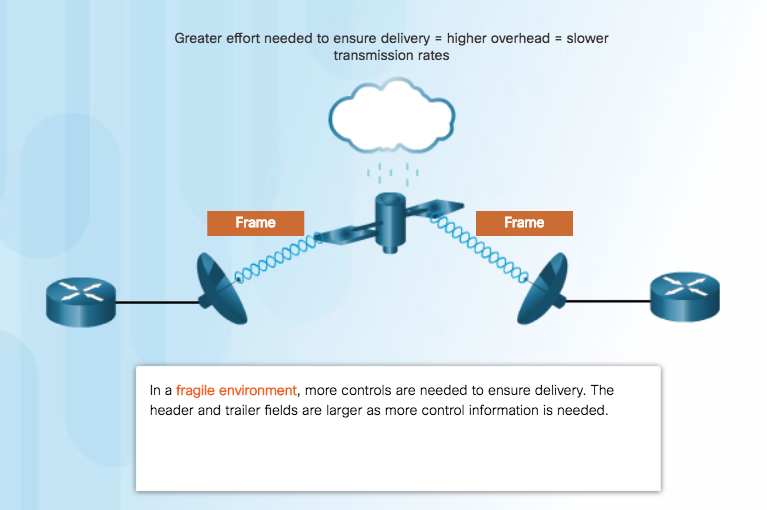 Greater effort needed to ensure delivery = higher overhead = slower
transmission rates
Frame
Frame
In a fragile environment, more controls are needed to ensure delivery. The
header and trailer fields are larger as more control information is needed.